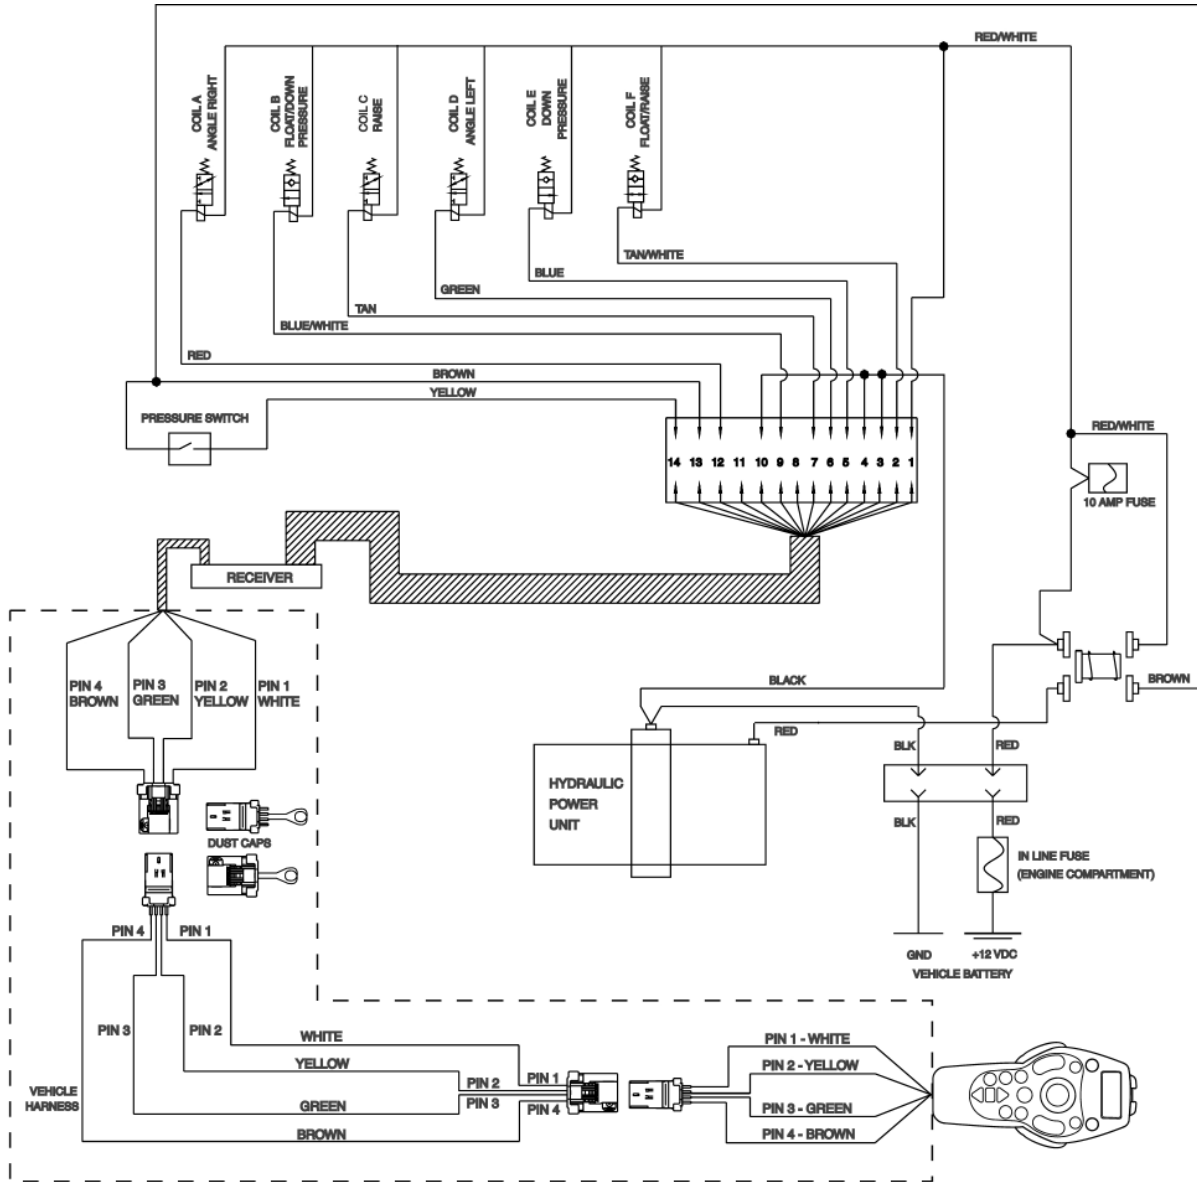 RED/WHITE
COIL A
ANGLE RIGHT
COIL B
FLOAT/DOWN
PRESSURE
COIL C
RAISE
COIL D
ANGLE LEFT
COIL E
DOWN
PRESSURE
COIL F
FLOAT/RAISE
TAN/WHITE
BLUE
GREEN
TAN
BLUE/WHITE
RED
BROWN
YELLOW
PRESSURE SWITCH
RED/WHITE
14 13 12 11 10 9 8 7 6 5 4 3 2 1
10 AMP FUSE
RECEIVER
PIN 4
BROWN
PIN 3
GREEN
PIN 2
YELLOW
PIN 1
WHITE
BLACK
BROWN
RED
BLK
RED
HYDRAULIC
POWER
UNIT
BLK
RED
DUST CAPS
IN LINE FUSE
(ENGINE COMPARTMENT)
PIN 4
PIN 1
GND
+12 VDC
VEHICLE BATTERY
PIN 3
PIN 2
WHITE
YELLOW
GREEN
BROWN
VEHICLE
HARNESS
PIN 1
PIN 2
PIN 3
PIN 4
PIN 1 - WHITE
PIN 2 - YELLOW
PIN 3 - GREEN
PIN 4 - BROWN